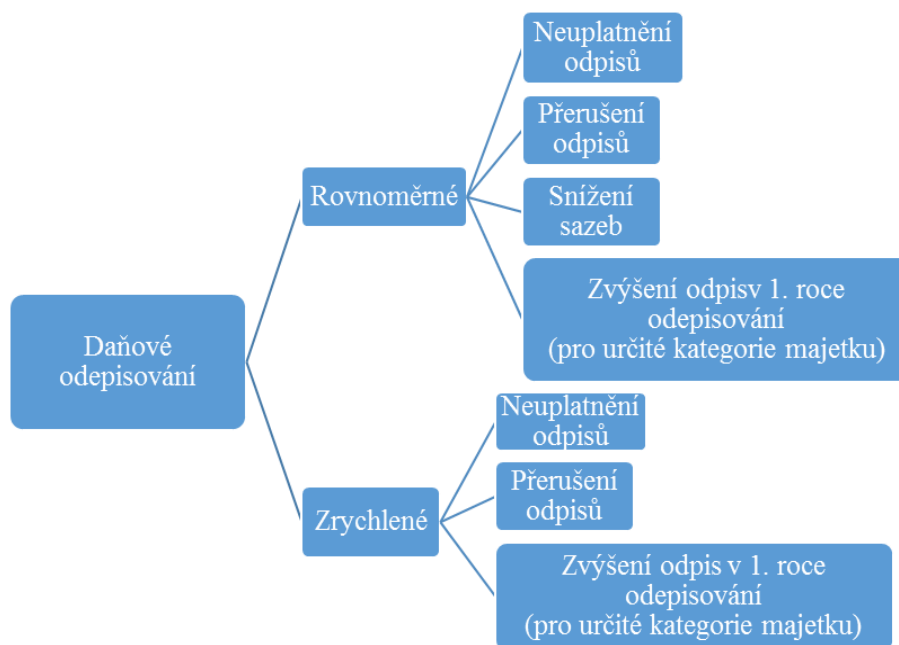 Neuplatnění
odpisů
Přerušení
odpisů
Rovnoměrné
Snížení
sazeb
Zvýšení odpisv 1. roce
odepisování
(pro určité kategorie majetku)
Daňové
odepisování
Neuplatnění
odpisů
Přerušení
odpisů
Zrychlené
Zvýšení odpis v 1. roce
odepisování
(pro určité kategorie majetku)